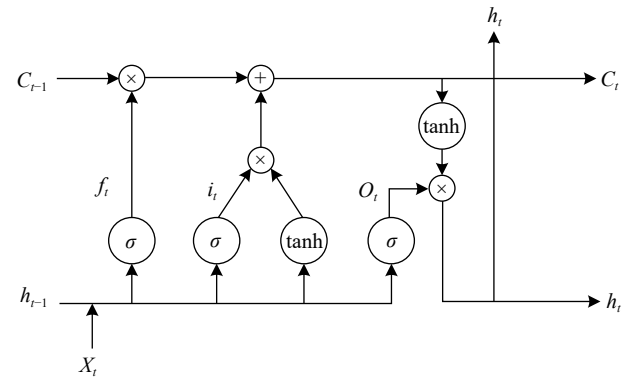 h_t
C_{t−1} × + C_t
tanh
×
f_t i_t O_t ×
σ σ tanh σ
h_{t−1} h_t
X_t